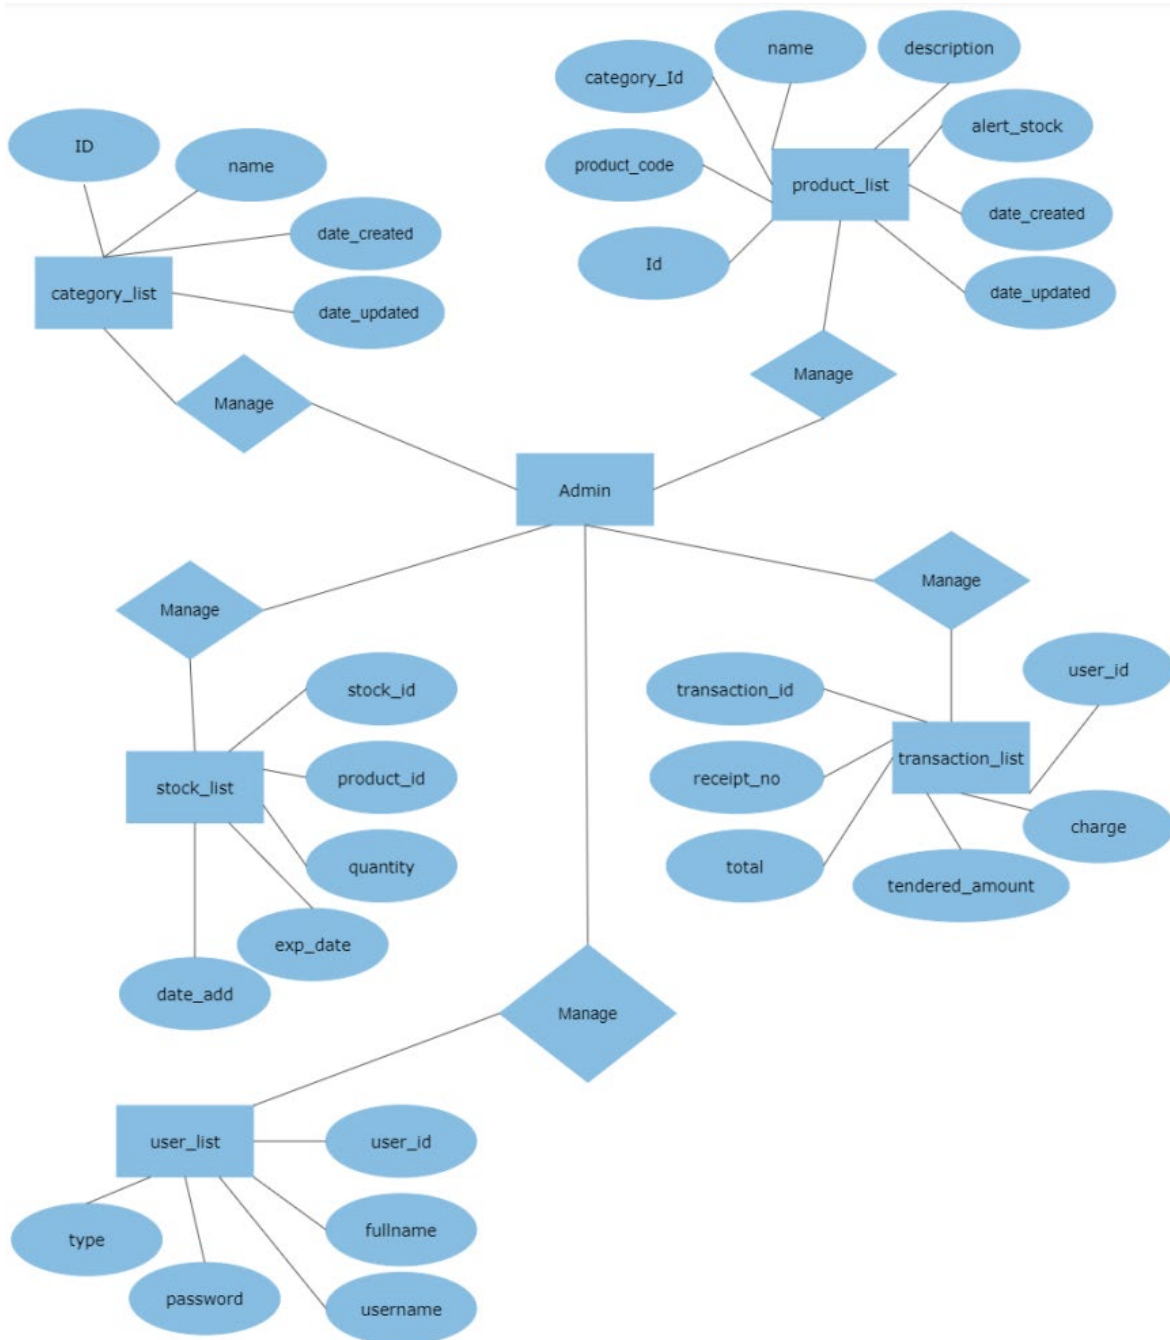 name
description
category_Id
alert_stock
ID
name
product_code
product_list
date_created
date_created
Id
category_list
date_updated
date_updated
Manage
Manage
Admin
Manage
Manage
stock_id
transaction_id
user_id
stock_list
product_id
receipt_no
transaction_list
quantity
total
charge
tendered_amount
exp_date
date_add
Manage
user_list
user_id
type
fullname
password
username